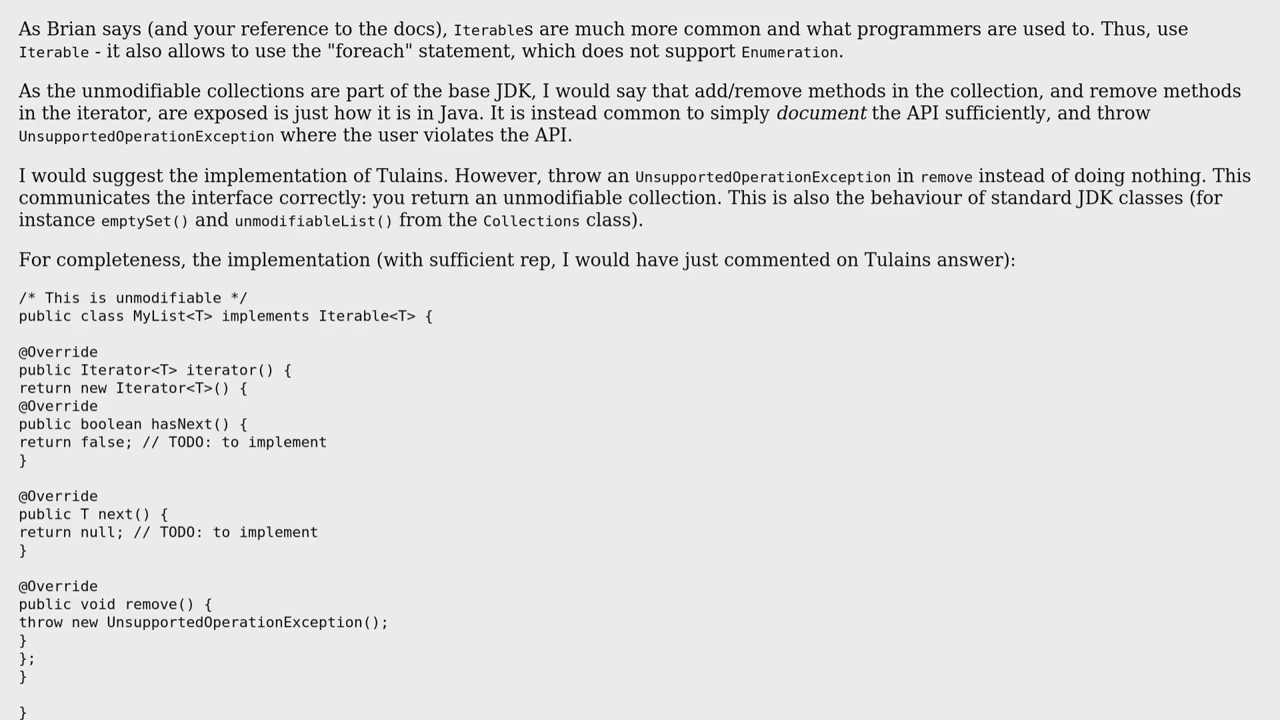 As Brian says (and your reference to the docs), Iterables are much more common and what programmers are used to. Thus, use
Iterable - it also allows to use the "foreach" statement, which does not support Enumeration.
As the unmodifiable collections are part of the base JDK, I would say that add/remove methods in the collection, and remove methods
in the iterator, are exposed is just how it is in Java. It is instead common to simply document the API sufficiently, and throw
UnsupportedOperationException where the user violates the API.
I would suggest the implementation of Tulains. However, throw an UnsupportedOperationException in remove instead of doing nothing. This
communicates the interface correctly: you return an unmodifiable collection. This is also the behaviour of standard JDK classes (for
instance emptySet() and unmodifiableList() from the Collections class).
For completeness, the implementation (with sufficient rep, I would have just commented on Tulains answer):
/* This is unmodifiable */
public class MyList<T> implements Iterable<T> {
@Override
public Iterator<T> iterator() {
return new Iterator<T>() {
@Override
public boolean hasNext() {
return false; // TODO: to implement
}
@Override
public T next() {
return null; // TODO: to implement
}
@Override
public void remove() {
throw new UnsupportedOperationException();
}
};
}
}